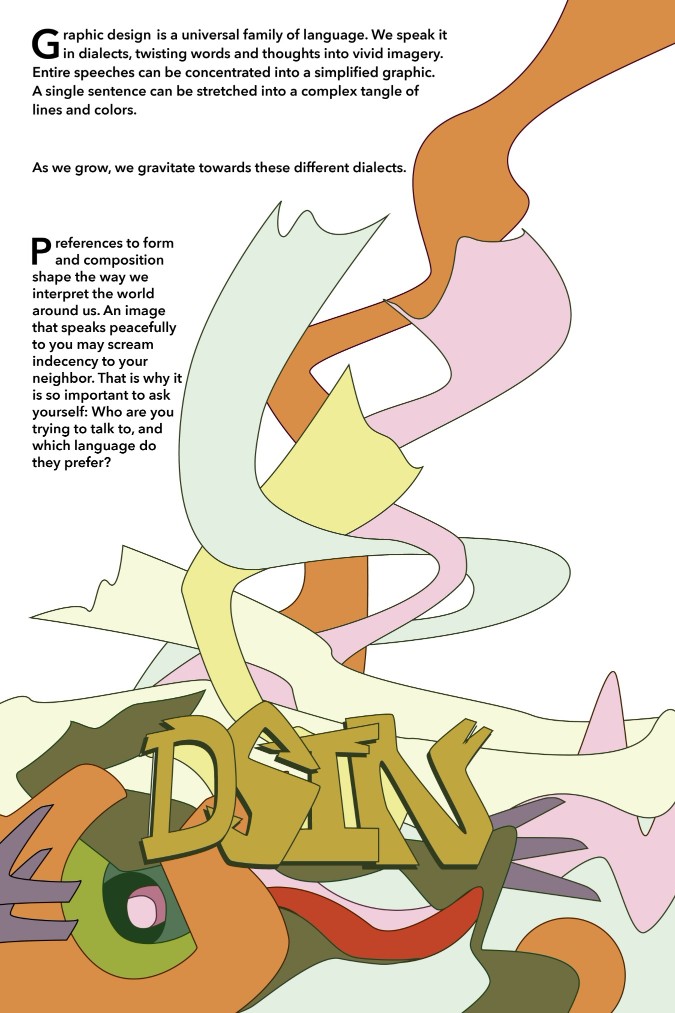 Graphic design is a universal family of language. We speak it
in dialects, twisting words and thoughts into vivid imagery.
Entire speeches can be concentrated into a simplified graphic.
A single sentence can be stretched into a complex tangle of
lines and colors.
As we grow, we gravitate towards these different dialects.
Preferences to form
and composition
shape the way we
interpret the world
around us. An image
that speaks peacefully
to you may scream
indecency to your
neighbor. That is why it
is so important to ask
yourself: Who are you
trying to talk to, and
which language do
they prefer?
DSIN